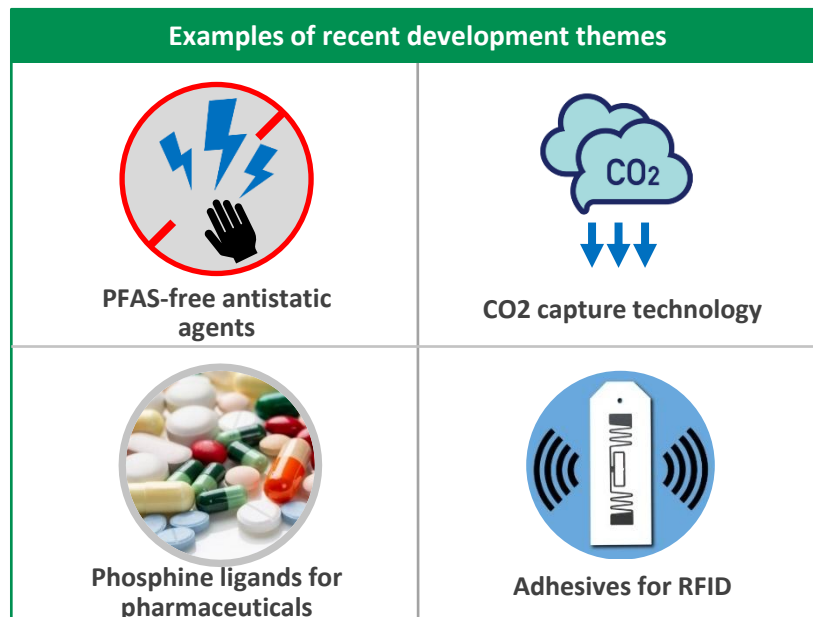 Examples of recent development themes
CO2
PFAS-free antistatic
agents
CO2 capture technology
Phosphine ligands for
pharmaceuticals
Adhesives for RFID